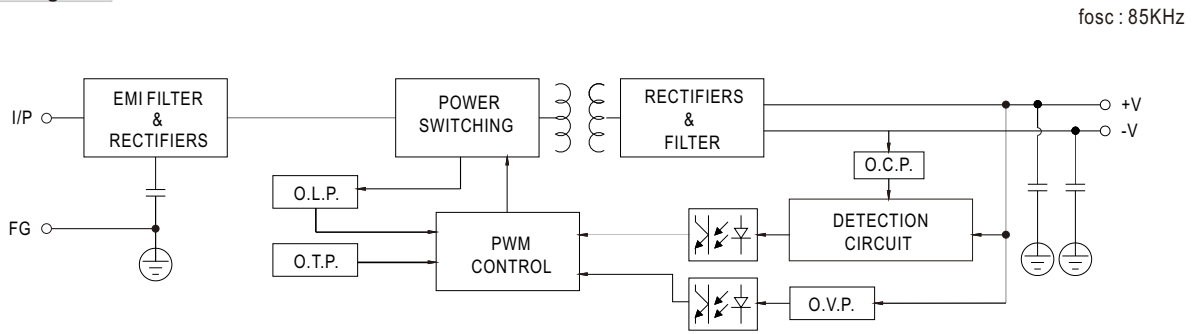 fosc : 85KHz
I/P
EMI FILTER
&
RECTIFIERS
POWER
SWITCHING
RECTIFIERS
&
FILTER
+V
-V
O.C.P.
O.L.P.
FG
PWM
CONTROL
DETECTION
CIRCUIT
O.T.P.
O.V.P.